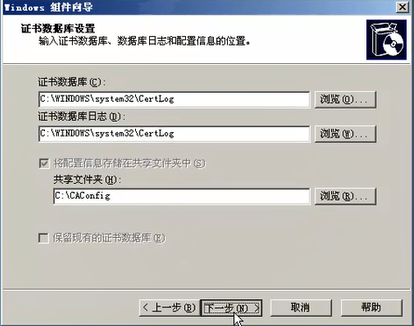 Windows 组件向导
证书数据库设置
输入证书数据库、数据日志和配置信息的位置。
证书数据库(C):
C:\WINDOWS\system32\CertLog
浏览(O)...
证书数据库日志(D):
C:\WINDOWS\system32\CertLog
浏览(W)...
将配置信息存储在共享文件夹中(S)
共享文件夹(H):
C:\CAConfig
浏览(R)...
保留现有的证书数据库(E)
< 上一步(B)
下一步(N) >
取消
帮助